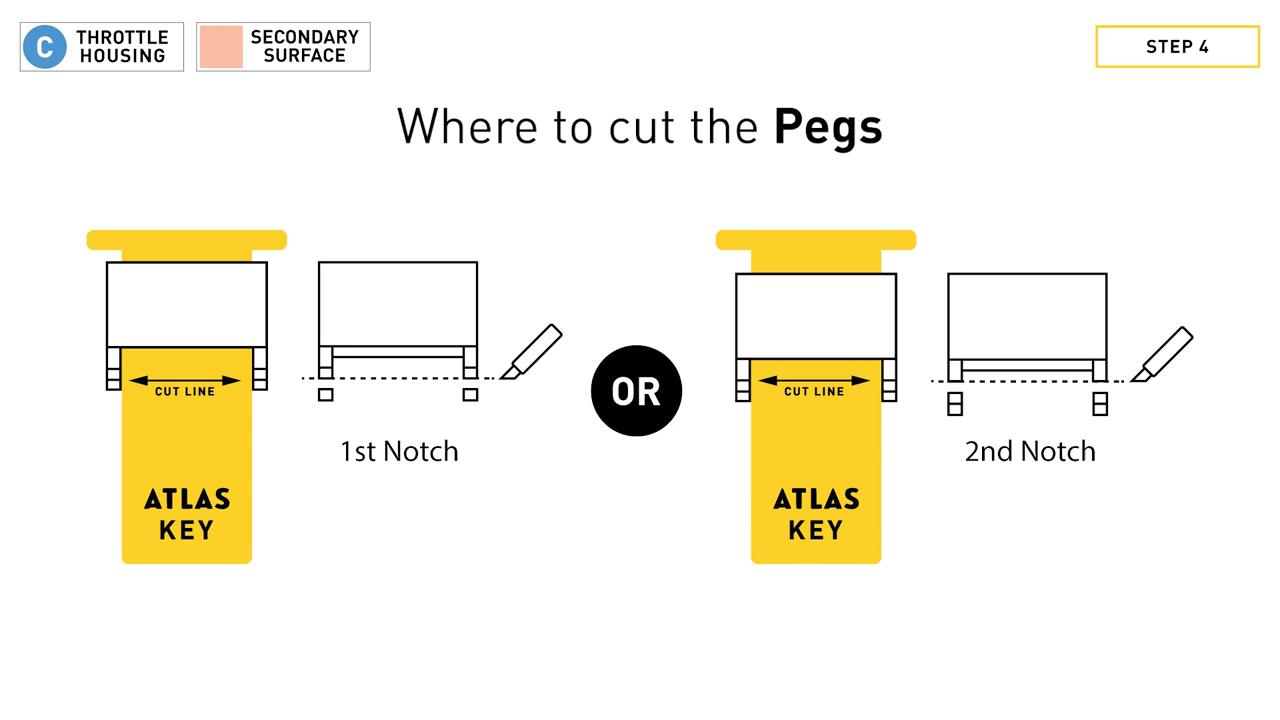 C
THROTTLE
HOUSING
SECONDARY
SURFACE
STEP 4
Where to cut the Pegs
CUT LINE
ATLAS
KEY
1st Notch
OR
CUT LINE
ATLAS
KEY
2nd Notch